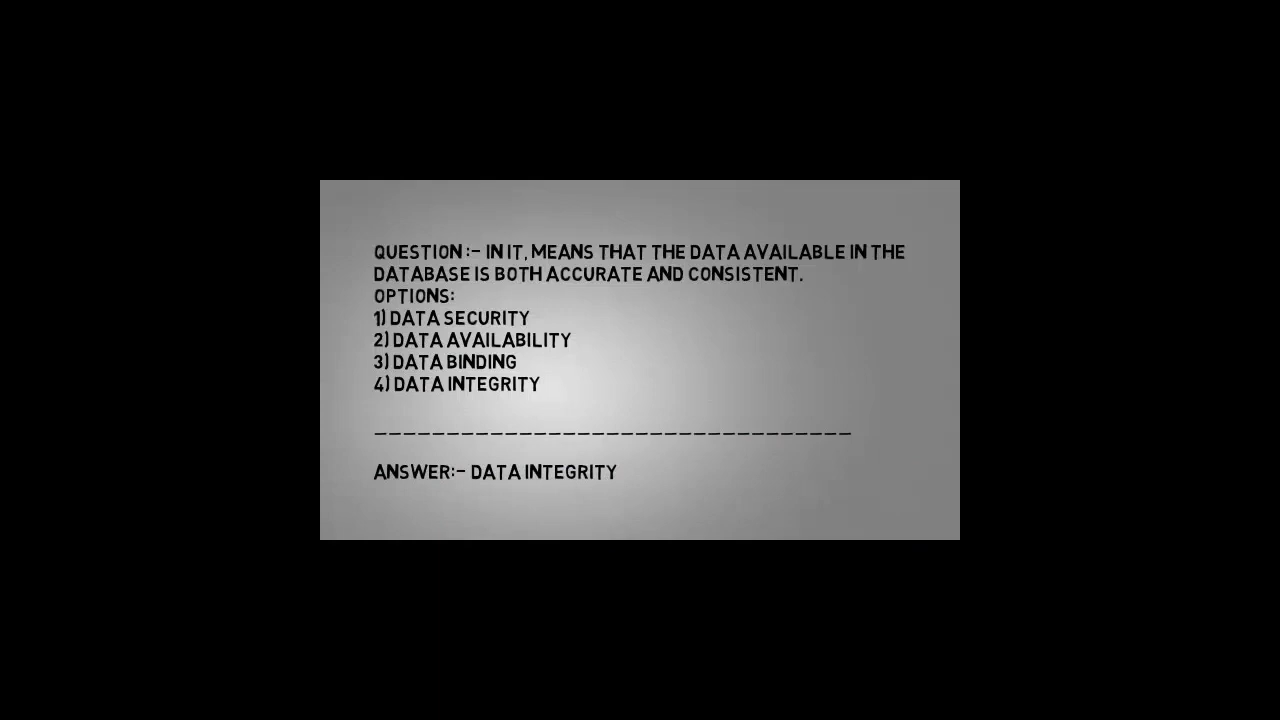 QUESTION :- IN IT, MEANS THAT THE DATA AVAILABLE IN THE
DATABASE IS BOTH ACCURATE AND CONSISTENT.
OPTIONS:
1) DATA SECURITY
2) DATA AVAILABILITY
3) DATA BINDING
4) DATA INTEGRITY
_________________________________
ANSWER:- DATA INTEGRITY